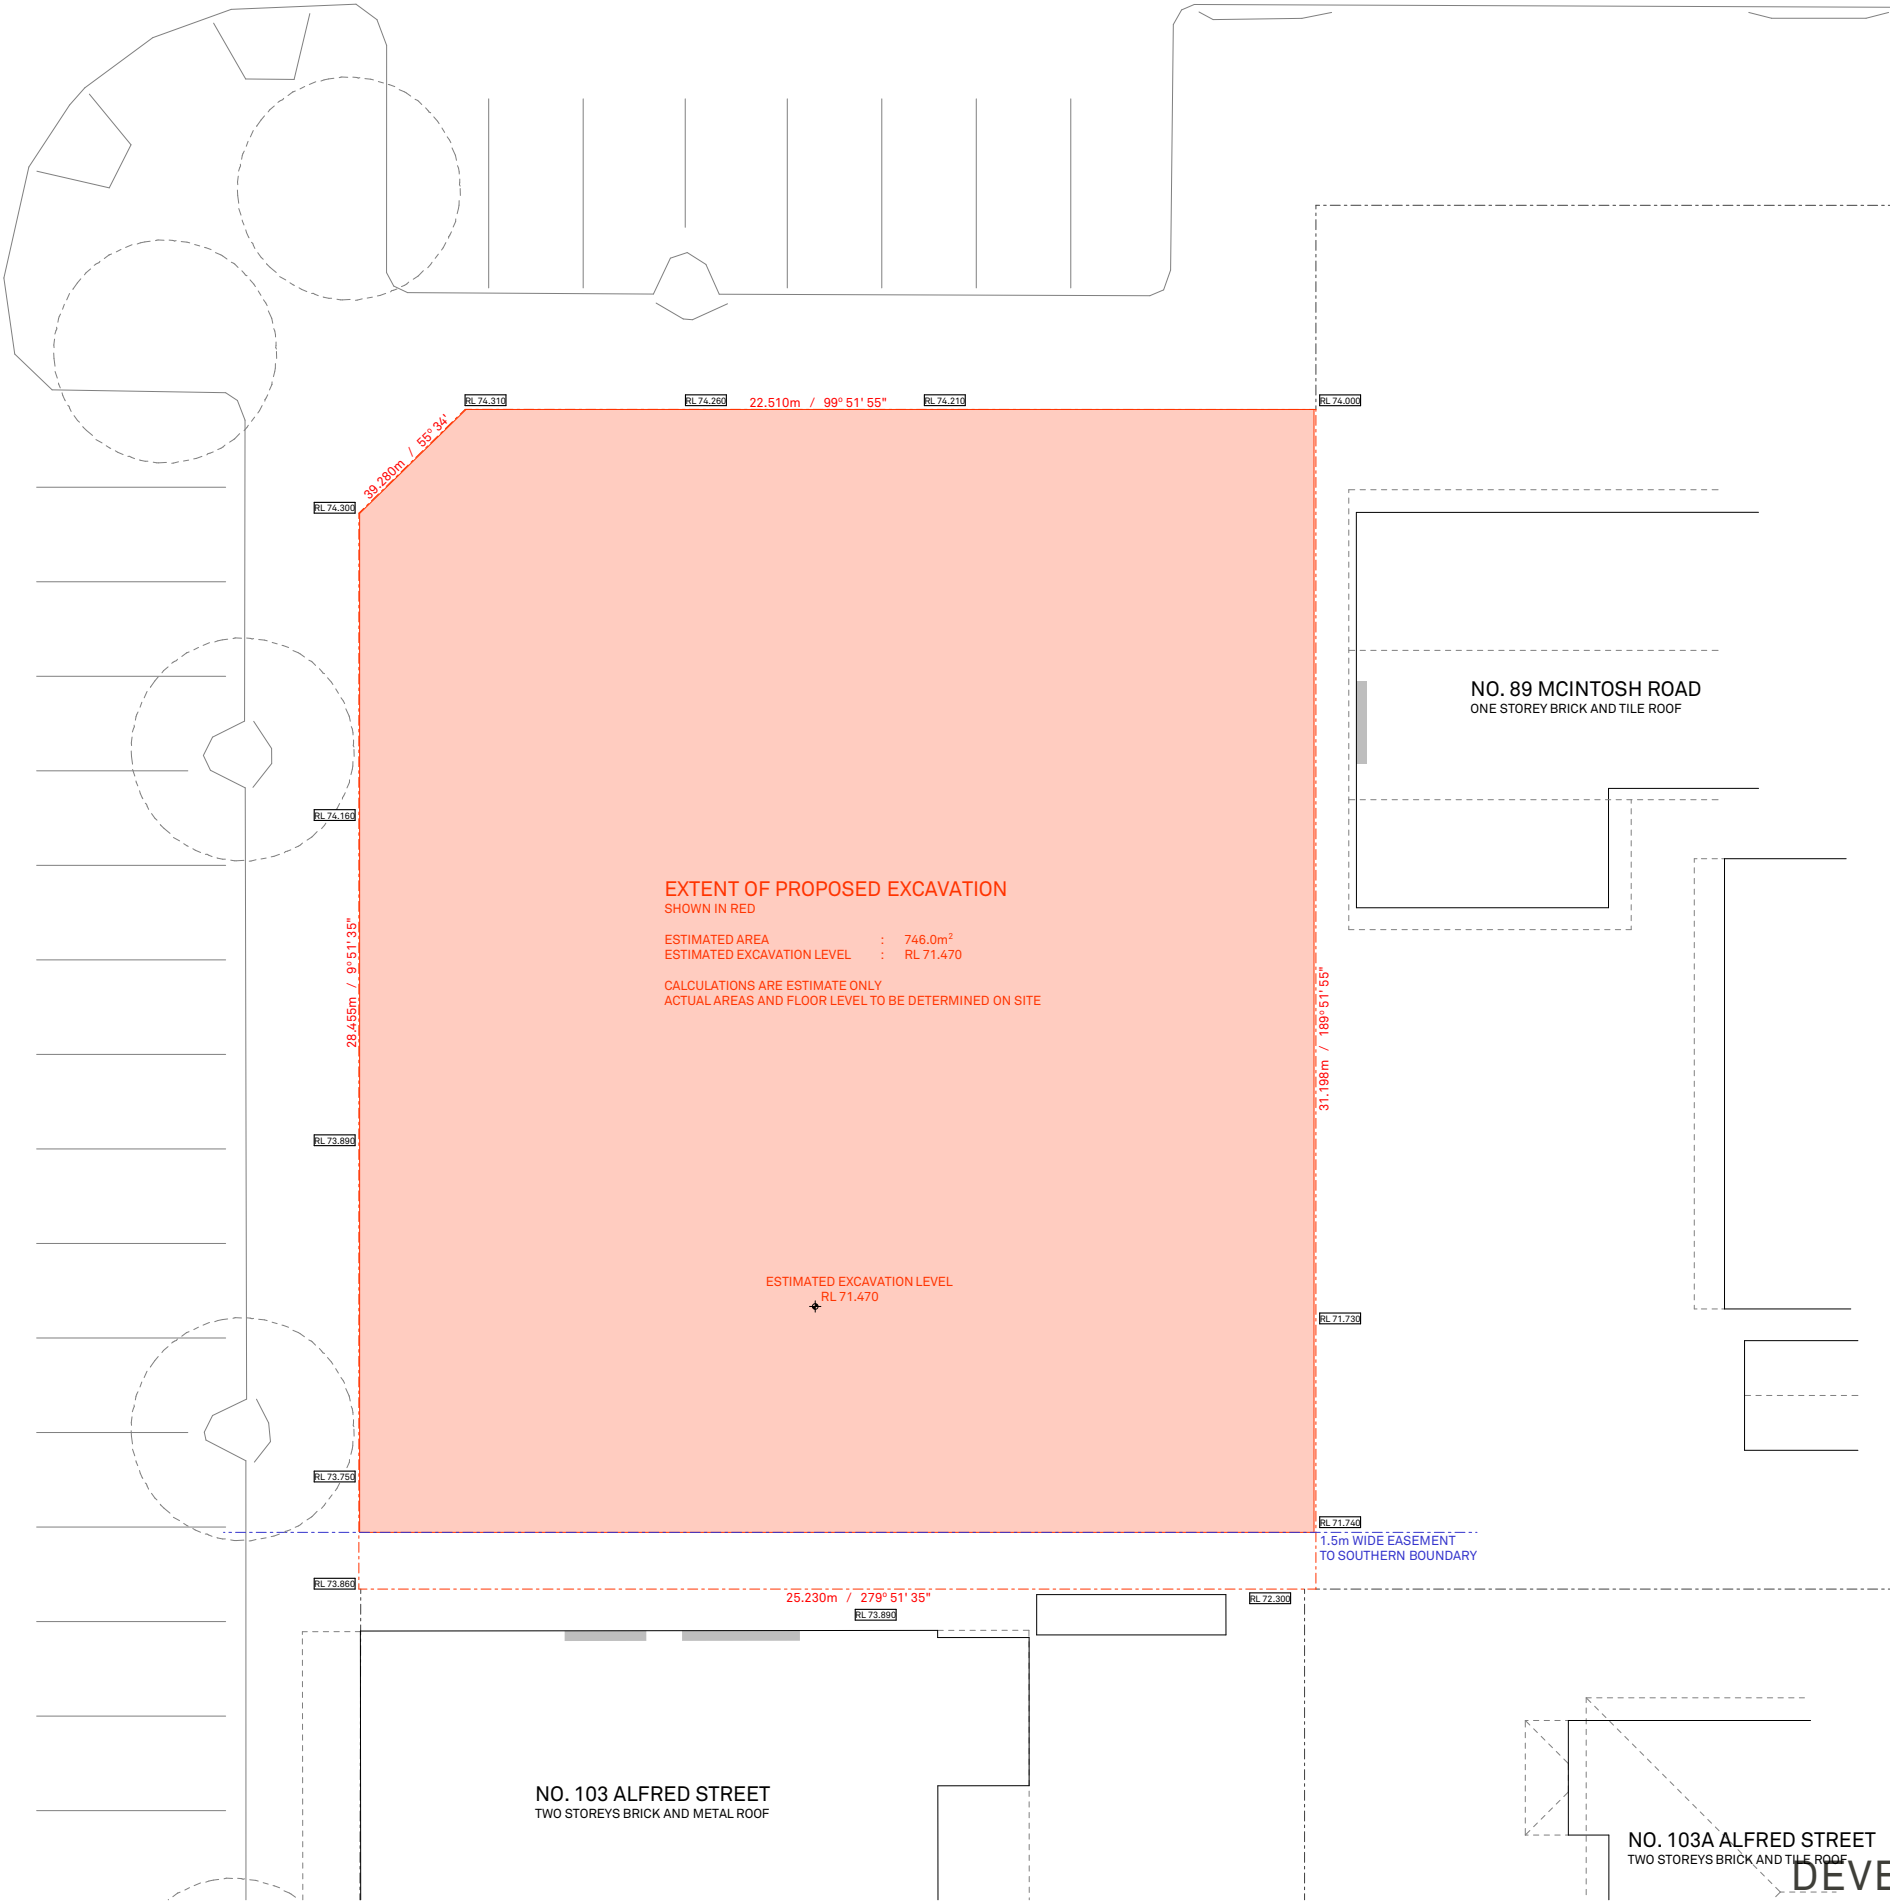 RL 74.310
RL 74.260
22.510m / 99° 51' 55"
RL 74.210
RL 74.000
39.280m / 55° 34'
RL 74.300
NO. 89 MCINTOSH ROAD
ONE STOREY BRICK AND TILE ROOF
RL 74.160
EXTENT OF PROPOSED EXCAVATION
SHOWN IN RED
ESTIMATED AREA : 746.0m²
ESTIMATED EXCAVATION LEVEL : RL 71.470
CALCULATIONS ARE ESTIMATE ONLY
ACTUAL AREAS AND FLOOR LEVEL TO BE DETERMINED ON SITE
28.455m / 9° 51' 35"
31.198m / 189° 51' 55"
RL 73.890
ESTIMATED EXCAVATION LEVEL
RL 71.470
RL 71.730
RL 73.750
RL 71.740
1.5m WIDE EASEMENT
TO SOUTHERN BOUNDARY
RL 73.860
25.230m / 279° 51' 35"
RL 72.300
RL 73.890
NO. 103 ALFRED STREET
TWO STOREYS BRICK AND METAL ROOF
NO. 103A ALFRED STREET
TWO STOREYS BRICK AND TILE ROOF
DEVE